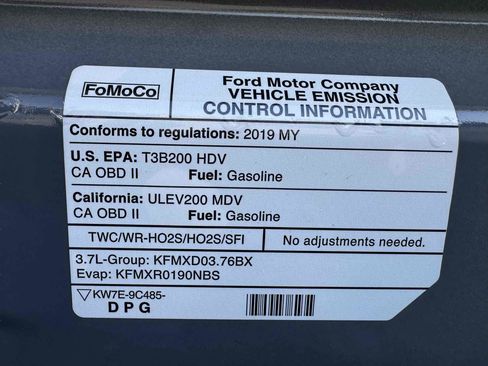 FoMoCo
Ford Motor Company
VEHICLE EMISSION
CONTROL INFORMATION
Conforms to regulations: 2019 MY
U.S. EPA: T3B200 HDV
CA OBD II Fuel: Gasoline
California: ULEV200 MDV
CA OBD II Fuel: Gasoline
TWC/WR-HO2S/HO2S/SFI No adjustments needed.
3.7L-Group: KFMXD03.76BX
Evap: KFMXR0190NBS
KW7E-9C485-
DPG